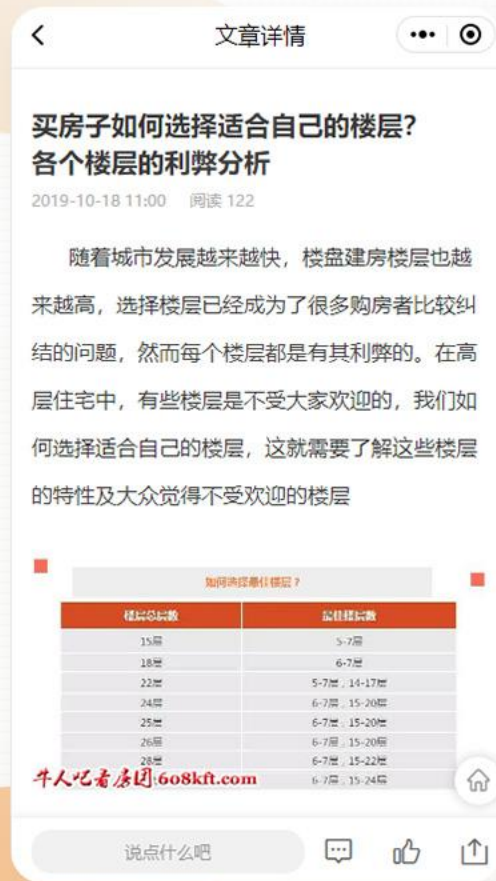 文章详情
买房子如何选择适合自己的楼层?
各个楼层的利弊分析
2019-10-18 11:00 阅读 122
随着城市发展越来越快，楼盘建房楼层也越
来越高，选择楼层已经成为了很多购房者比较纠
结的问题，然而每个楼层都是有其利弊的。在高
层住宅中，有些楼层是不受大家欢迎的，我们如
何选择适合自己的楼层，这就需要了解这些楼层
的特性及大众觉得不受欢迎的楼层
如何选择最佳楼层？
楼层总层数 最佳楼层数
15层 5-7层
18层 6-7层
22层 5-7层，14-17层
24层 6-7层，15-20层
25层 6-7层，15-20层
26层 6-7层，15-20层
28层 6-7层，15-22层
6-7层，15-24层
牛人吧看房团:608kft.com
说点什么吧